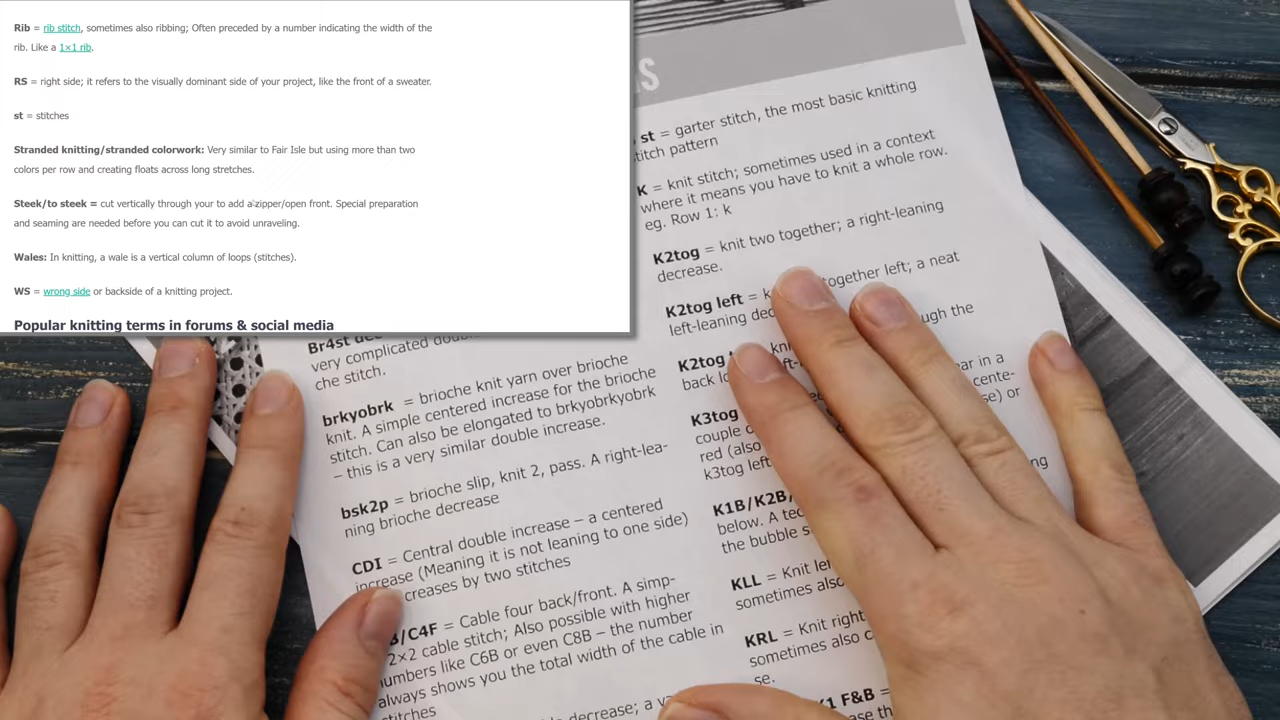 Rib = rib stitch, sometimes also ribbing; Often preceded by a number indicating the width of the
rib. Like a 1×1 rib.
RS = right side; it refers to the visually dominant side of your project, like the front of a sweater.
st = stitches
Stranded knitting/stranded colorwork: Very similar to Fair Isle but using more than two
colors per row and creating floats across long stretches.
Steek/to steek = cut vertically through your to add a zipper/open front. Special preparation
and seaming are needed before you can cut it to avoid unraveling.
Wales: In knitting, a wale is a vertical column of loops (stitches).
WS = wrong side or backside of a knitting project.
Popular knitting terms in forums & social media
Br4st
very complicated
che stitch.
brkyobrk = brioche knit yarn over brioche
knit. A simple centered increase for the brioche
stitch. Can also be elongated to brkyobrkyobrk
– this is a very similar double increase.
bsk2p = brioche slip, knit 2, pass. A right-lea-
ning brioche decrease
CDI = Central double increase – a centered
increase (Meaning it is not leaning to one side)
creases by two stitches
B/C4F = Cable four back/front. A simp-
2×2 cable stitch; Also possible with higher
numbers like C6B or even C8B – the number
always shows you the total width of the cable in
stitches
decrease; a
st = garter stitch, the most basic knitting
stitch pattern
K = knit stitch; sometimes used in a context
where it means you have to knit a whole row.
eg. Row 1: k
K2tog = knit two together; a right-leaning
decrease.
K2tog left = together left; a neat
left-leaning
K2tog through the
back
K3tog in a
couple
red (also se) or
k3tog left
K1B/K2B/
below. A
the bubble
KLL = Knit
sometimes
KRL = Knit right
sometimes
se.
K1 F&B =